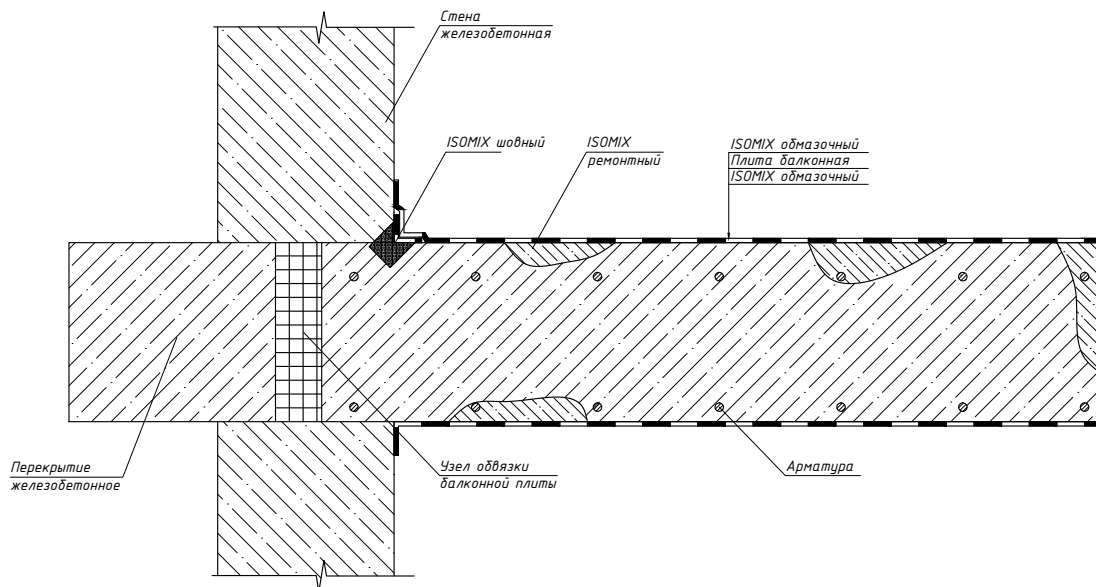 Стена
железобетонная
ISOMIX шовный
ISOMIX
ремонтный
ISOMIX обмазочный
Плита балконная
ISOMIX обмазочный
Перекрытие
железобетонное
Узел обвязки
балконной плиты
Арматура